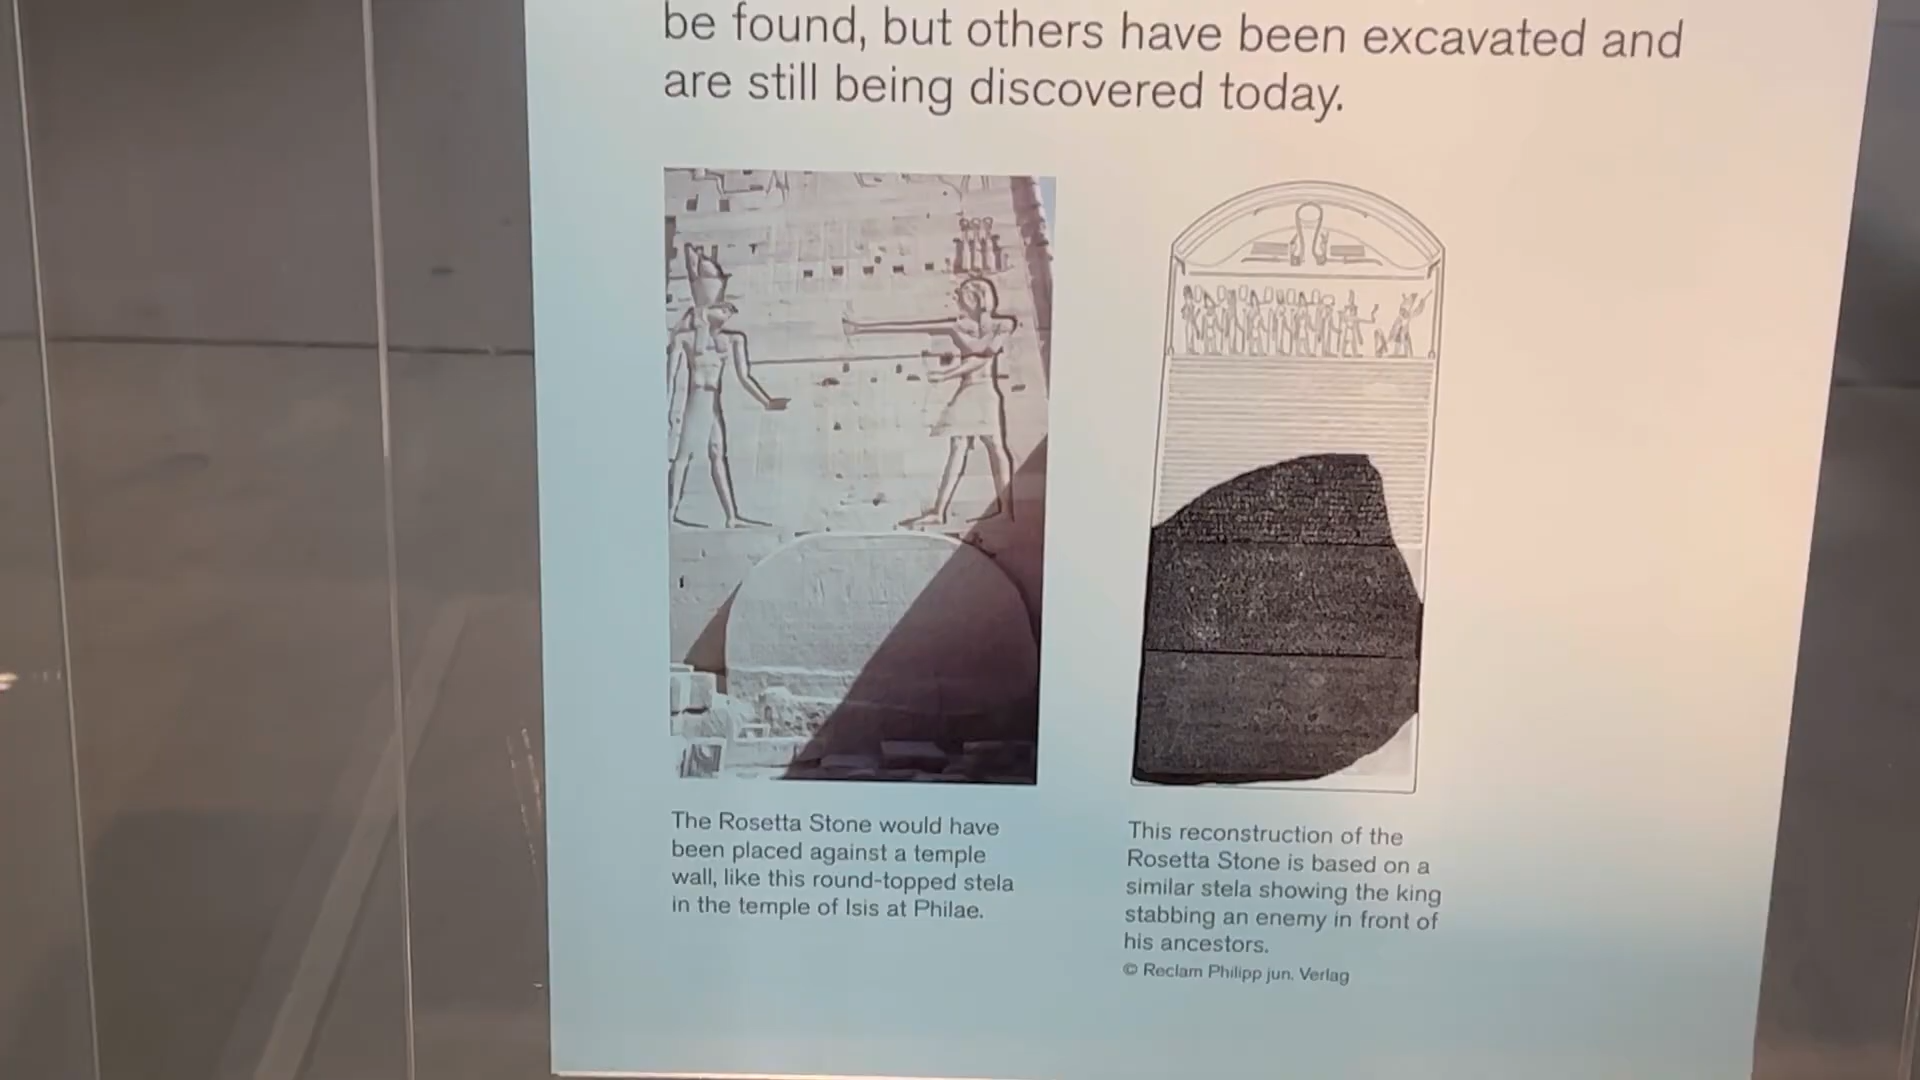 be found, but others have been excavated and
are still being discovered today.
The Rosetta Stone would have
been placed against a temple
wall, like this round-topped stela
in the temple of Isis at Philae.
This reconstruction of the
Rosetta Stone is based on a
similar stela showing the king
stabbing an enemy in front of
his ancestors.
© Reclam Philipp jun. Verlag